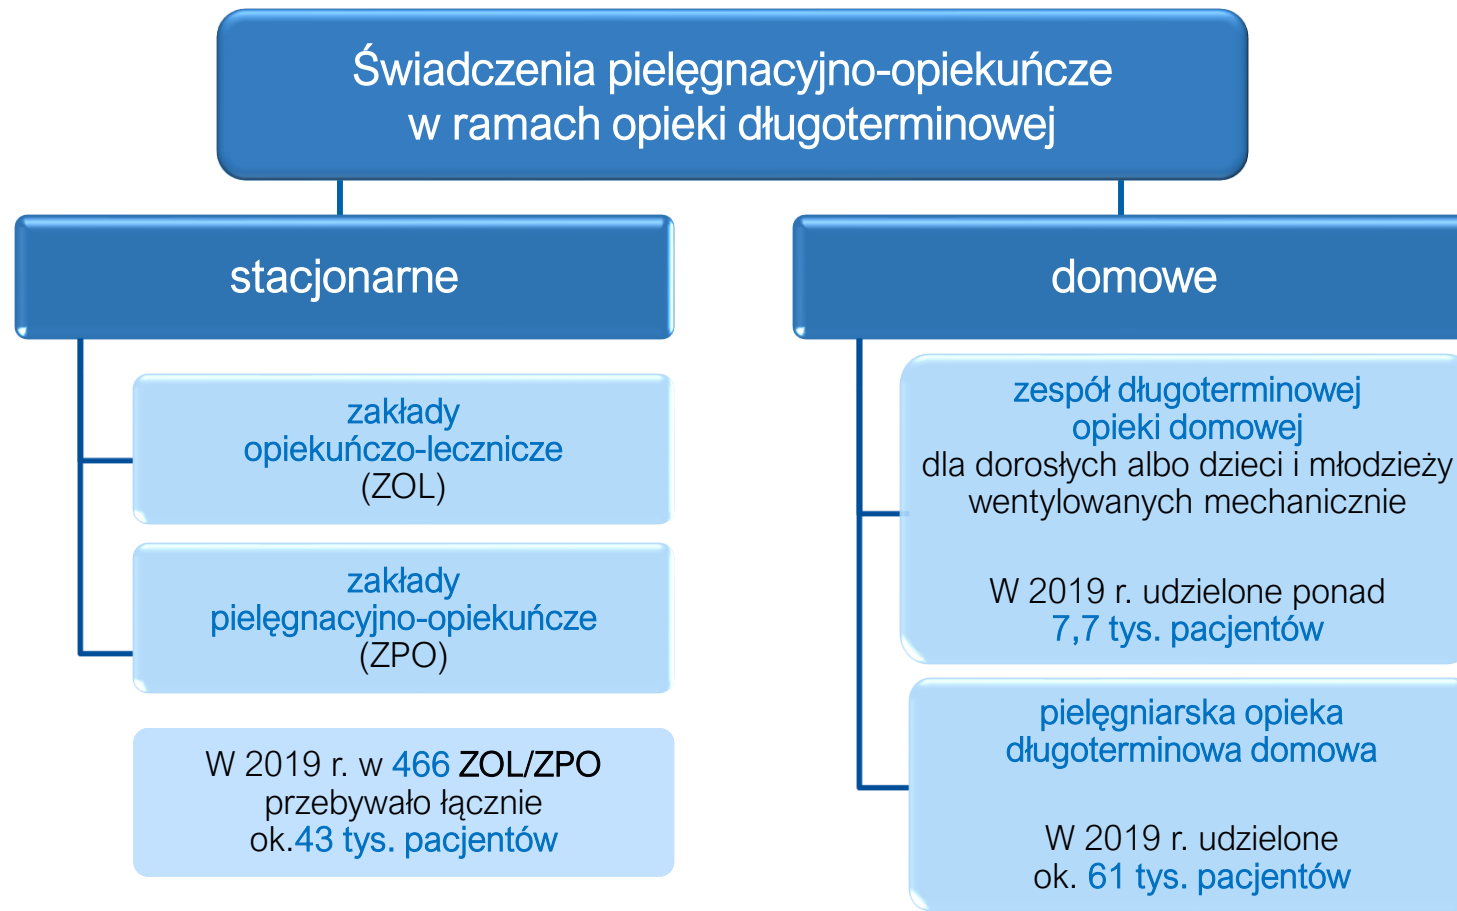 Świadczenia pielęgnacyjno-opiekuńcze
w ramach opieki długoterminowej
stacjonarne
zakłady
opiekuńczo-lecznicze
(ZOL)
zakłady
pielęgnacyjno-opiekuńcze
(ZPO)
W 2019 r. w 466 ZOL/ZPO
przebywało łącznie
ok.43 tys. pacjentów
domowe
zespół długoterminowej
opieki domowej
dla dorosłych albo dzieci i młodzieży
wentylowanych mechanicznie
W 2019 r. udzielone ponad
7,7 tys. pacjentów
pielęgniarska opieka
długoterminowa domowa
W 2019 r. udzielone
ok. 61 tys. pacjentów